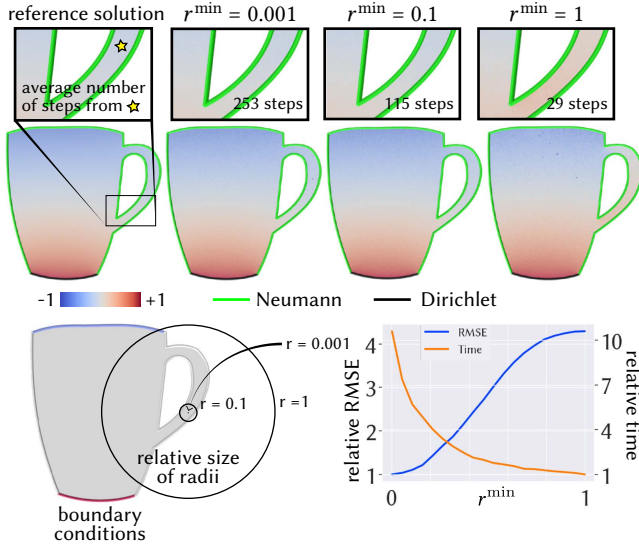 reference solution
r^min = 0.001
r^min = 0.1
r^min = 1
average number
of steps from
253 steps
115 steps
29 steps
-1
+1
Neumann
Dirichlet
r = 0.001
r = 0.1
r = 1
relative size
of radii
boundary
conditions
relative RMSE
4
3
2
1
RMSE
Time
10
7
4
1
relative time
0
r^min
1